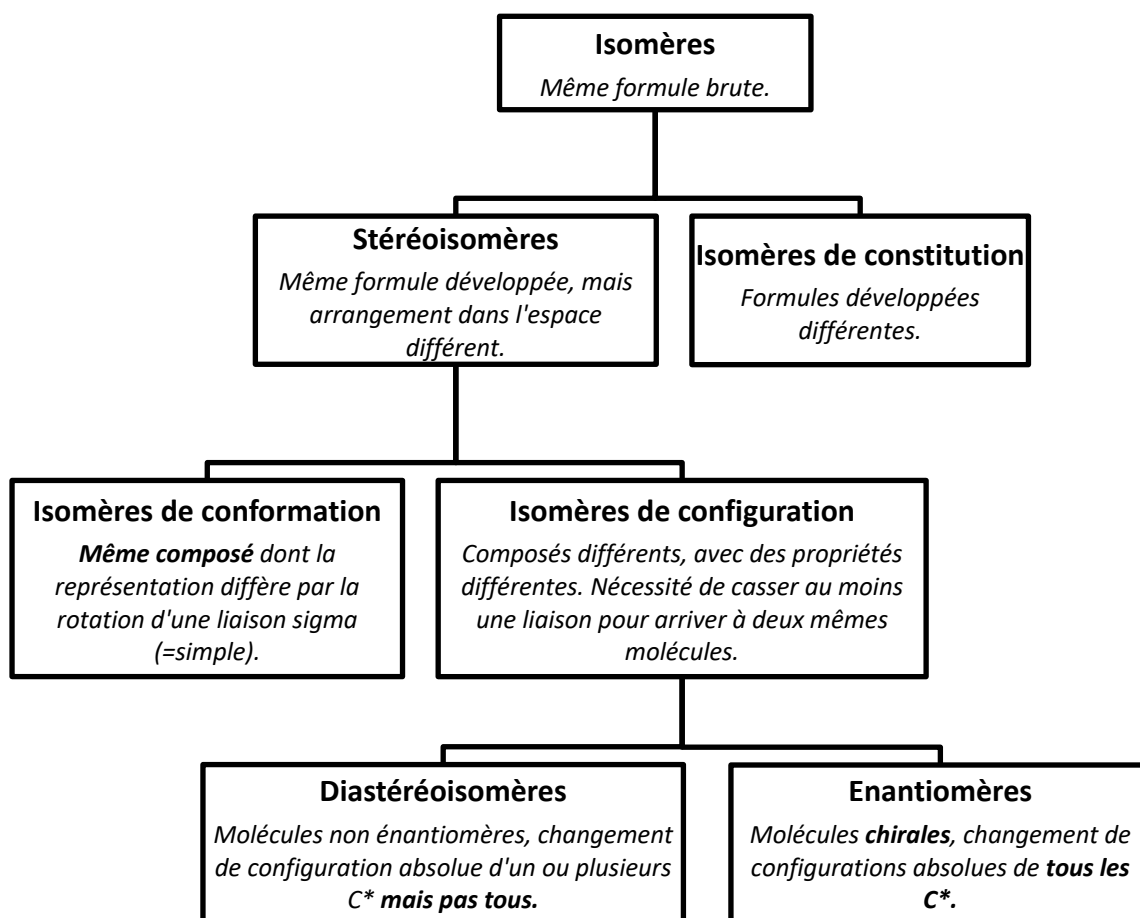 Isomères
Même formule brute.
Stéréoisomères
Même formule développée, mais
arrangement dans l'espace
différent.
Isomères de constitution
Formules développées
différentes.
Isomères de conformation
Même composé dont la
représentation diffère par la
rotation d'une liaison sigma
(=simple).
Isomères de configuration
Composés différents, avec des propriétés
différentes. Nécessité de casser au moins
une liaison pour arriver à deux mêmes
molécules.
Diastéréoisomères
Molécules non énantiomères, changement
de configuration absolue d'un ou plusieurs
C* mais pas tous.
Enantiomères
Molécules chirales, changement de
configurations absolues de tous les
C*.